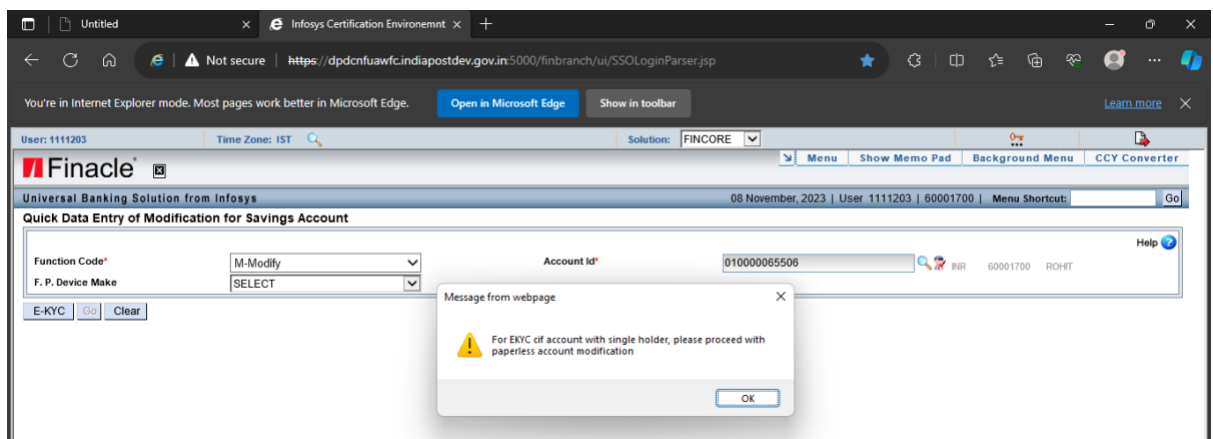 Untitled
Infosys Certification Environemnt
Not secure | https://dpdcnfuawfc.indiapostdev.gov.in:5000/finbranch/ui/SSOLoginParser.jsp
You're in Internet Explorer mode. Most pages work better in Microsoft Edge. Open in Microsoft Edge Show in toolbar Learn more
User: 1111203 Time Zone: IST Solution: FINCORE
Finacle Menu | Show Memo Pad | Background Menu | CCY Converter
Universal Banking Solution from Infosys 08 November, 2023 | User 1111203 | 60001700 | Menu Shortcut: Go
Quick Data Entry of Modification for Savings Account
Help
Function Code* M-Modify Account Id* 010000065506 INR 60001700 ROHIT
F. P. Device Make SELECT
E-KYC Go Clear
Message from webpage
For EKYC cif account with single holder, please proceed with
paperless account modification
OK